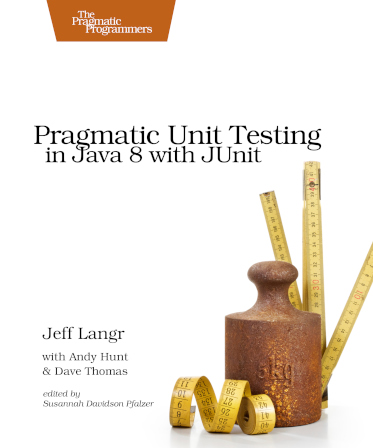 The
Pragmatic
Programmers
Pragmatic Unit Testing
in Java 8 with JUnit
Jeff Langr
with Andy Hunt
& Dave Thomas
edited by
Susannah Davidson Pfalzer
5kg